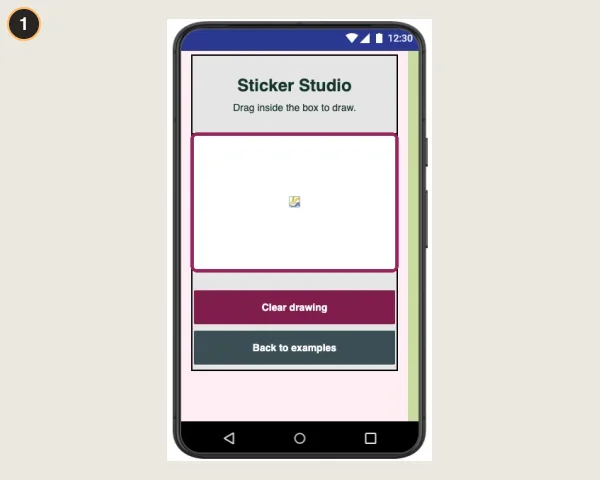 1
12:30
Sticker Studio
Drag inside the box to draw.
Clear drawing
Back to examples